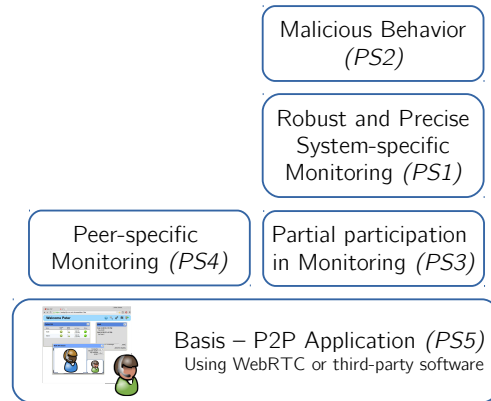 Malicious Behavior
(PS2)
Robust and Precise
System-specific
Monitoring (PS1)
Peer-specific
Monitoring (PS4)
Partial participation
in Monitoring (PS3)
Basis – P2P Application (PS5)
Using WebRTC or third-party software